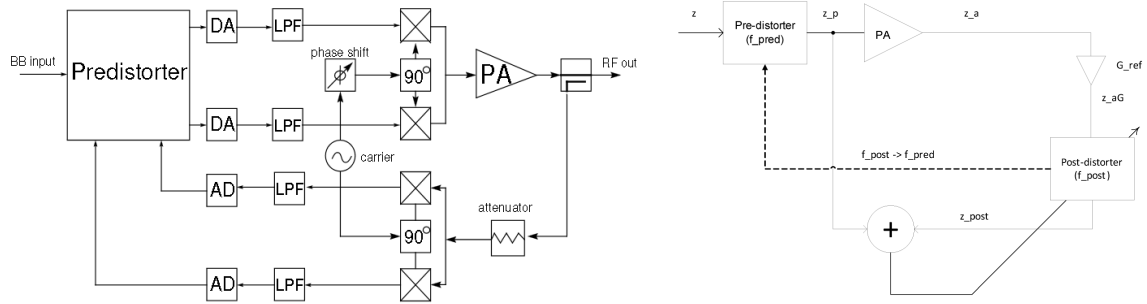 BB input
Predistorter
DA
LPF
phase shift
ϕ
90°
PA
RF out
DA
LPF
carrier
AD
LPF
90°
attenuator
AD
LPF
z
Pre-distorter
(f_pred)
z_p
PA
z_a
G_ref
z_aG
f_post -> f_pred
Post-distorter
(f_post)
z_post
+